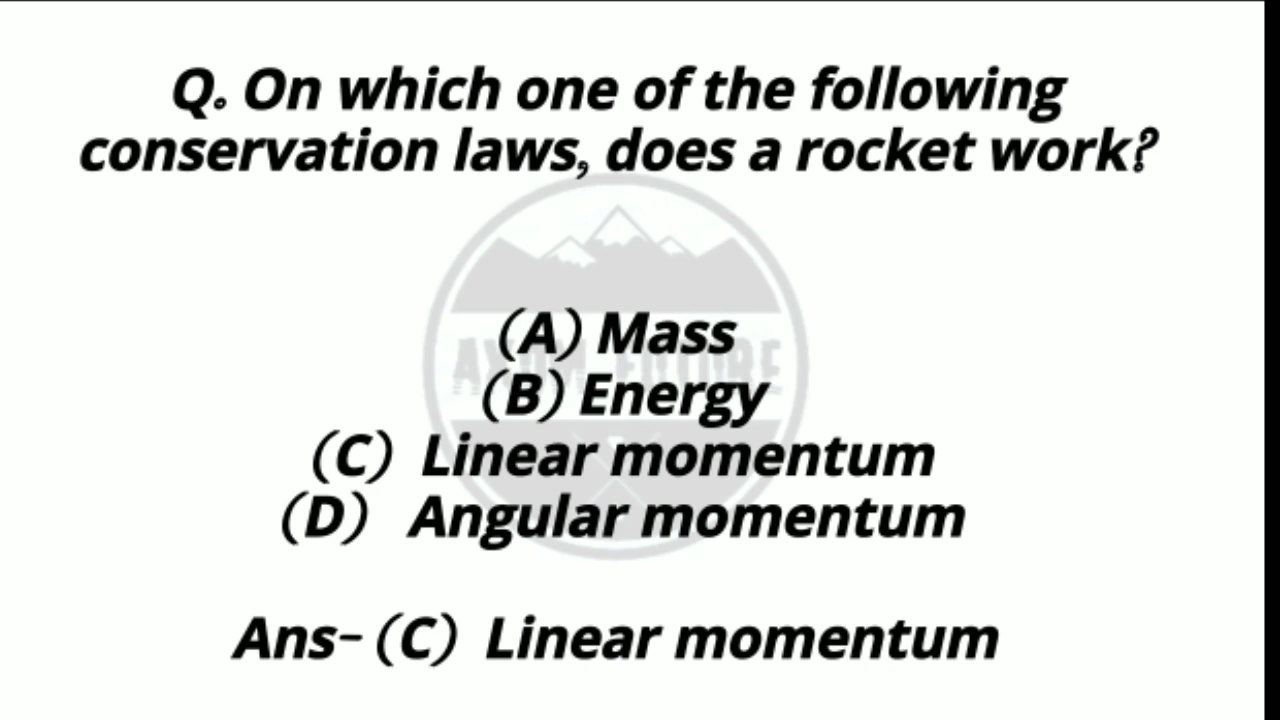 Q. On which one of the following
conservation laws, does a rocket work?
(A) Mass
(B) Energy
(C) Linear momentum
(D) Angular momentum
Ans- (C) Linear momentum